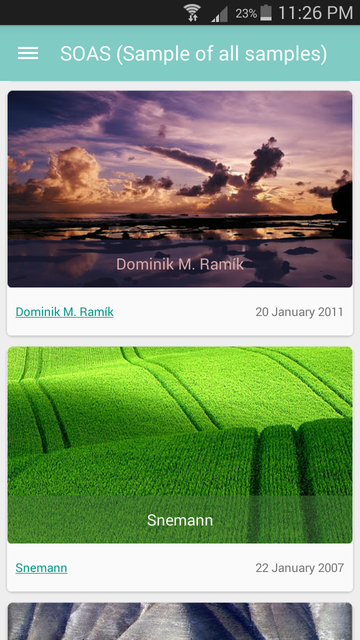 23% 11:26 PM
SOAS (Sample of all samples)
Dominik M. Ramík
Dominik M. Ramík 20 January 2011
Snemann
Snemann 22 January 2007